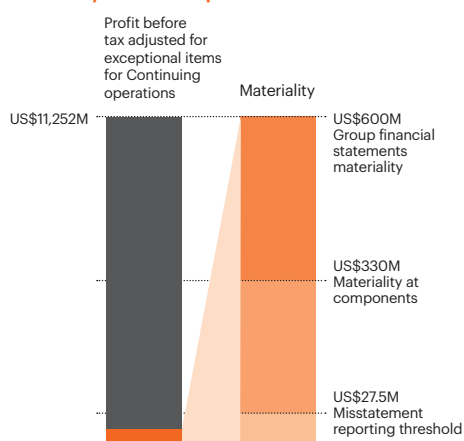 Profit before
tax adjusted for
exceptional items
for Continuing
operations
Materiality
US$11,252M
US$600M
Group financial
statements
materiality
US$330M
Materiality at
components
US$27.5M
Misstatement
reporting threshold